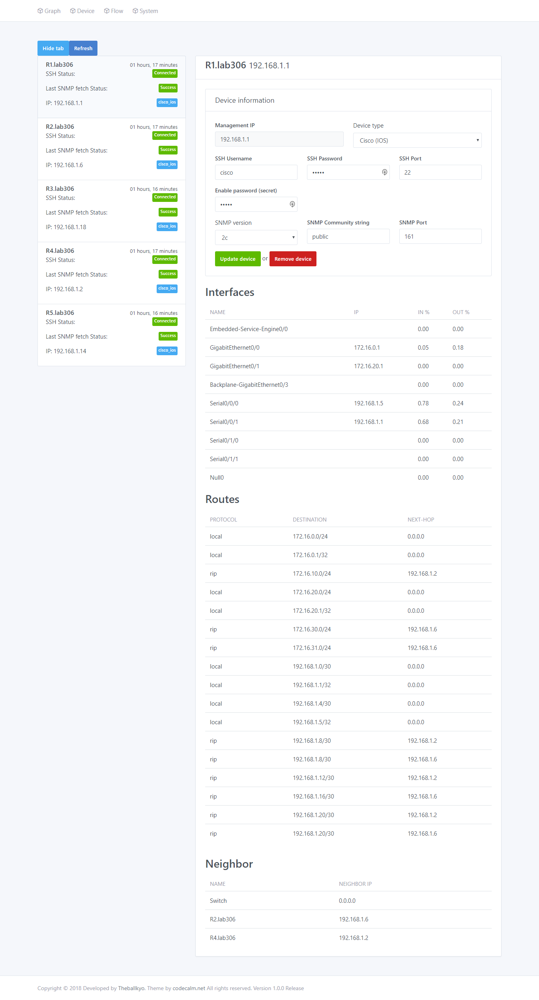 Graph Device Flow System
Hide tab Refresh
R1.lab306 01 hours, 17 minutes
SSH Status: Connected
Last SNMP fetch Status: Success
IP: 192.168.1.1 cisco_ios
R2.lab306 01 hours, 17 minutes
SSH Status: Connected
Last SNMP fetch Status: Success
IP: 192.168.1.6 cisco_ios
R3.lab306 01 hours, 16 minutes
SSH Status: Connected
Last SNMP fetch Status: Success
IP: 192.168.1.18 cisco_ios
R4.lab306 01 hours, 17 minutes
SSH Status: Connected
Last SNMP fetch Status: Success
IP: 192.168.1.2 cisco_ios
R5.lab306 01 hours, 16 minutes
SSH Status: Connected
Last SNMP fetch Status: Success
IP: 192.168.1.14 cisco_ios
R1.lab306 192.168.1.1
Device information
Management IP Device type
192.168.1.1 Cisco (IOS)
SSH Username SSH Password SSH Port
cisco ••••• 22
Enable password (secret)
•••••
SNMP version SNMP Community string SNMP Port
2c public 161
Update device or Remove device
Interfaces
NAME IP IN % OUT %
Embedded-Service-Engine0/0 0.00 0.00
GigabitEthernet0/0 172.16.0.1 0.05 0.18
GigabitEthernet0/1 172.16.20.1 0.00 0.00
Backplane-GigabitEthernet0/3 0.00 0.00
Serial0/0/0 192.168.1.5 0.78 0.24
Serial0/0/1 192.168.1.1 0.68 0.21
Serial0/1/0 0.00 0.00
Serial0/1/1 0.00 0.00
Null0 0.00 0.00
Routes
PROTOCOL DESTINATION NEXT-HOP
local 172.16.0.0/24 0.0.0.0
local 172.16.0.1/32 0.0.0.0
rip 172.16.10.0/24 192.168.1.2
local 172.16.20.0/24 0.0.0.0
local 172.16.20.1/32 0.0.0.0
rip 172.16.30.0/24 192.168.1.6
rip 172.16.31.0/24 192.168.1.6
local 192.168.1.0/30 0.0.0.0
local 192.168.1.1/32 0.0.0.0
local 192.168.1.4/30 0.0.0.0
local 192.168.1.5/32 0.0.0.0
rip 192.168.1.8/30 192.168.1.2
rip 192.168.1.8/30 192.168.1.6
rip 192.168.1.12/30 192.168.1.2
rip 192.168.1.16/30 192.168.1.6
rip 192.168.1.20/30 192.168.1.2
rip 192.168.1.20/30 192.168.1.6
Neighbor
NAME NEIGHBOR IP
Switch 0.0.0.0
R2.lab306 192.168.1.6
R4.lab306 192.168.1.2
Copyright © 2018 Developed by Theballkyo. Theme by codecalm.net All rights reserved. Version 1.0.0 Release